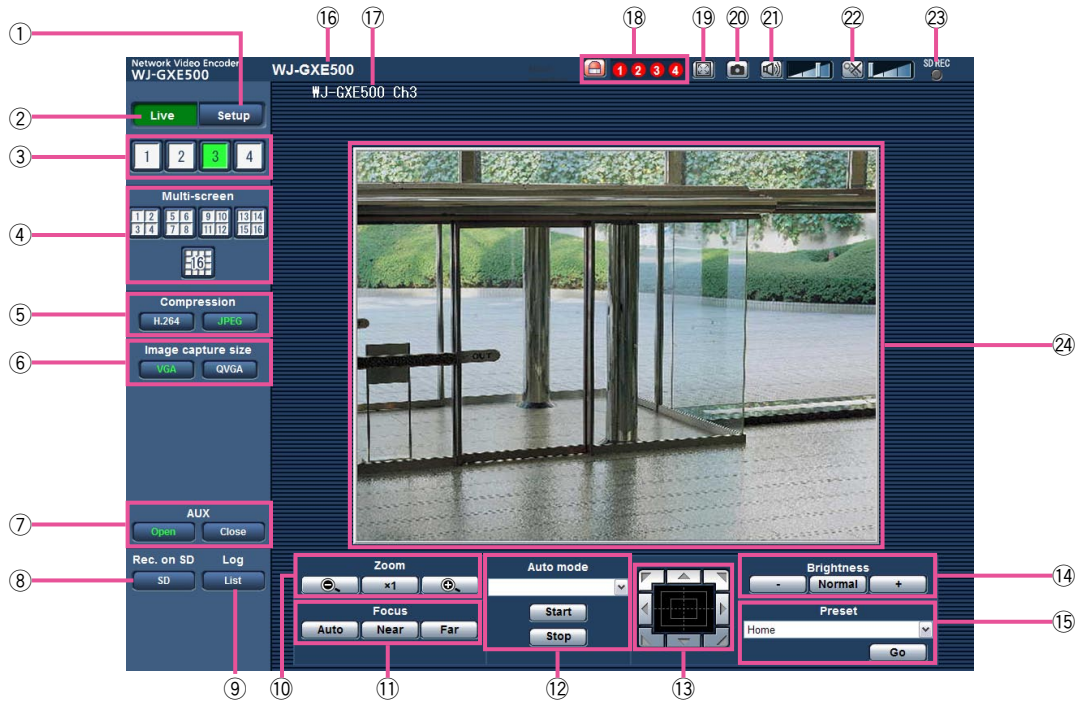 ① ⑯ ⑰ ⑱ ⑲ ⑳ ㉑ ㉒ ㉓
Network Video Encoder
WJ-GXE500
WJ-GXE500
1 2 3 4
SD REC
WJ-GXE500 Ch3
② Live Setup
③ 1 2 3 4
④ Multi-screen
1 2 5 6 9 10 13 14
3 4 7 8 11 12 15 16
16
⑤ Compression
H.264 JPEG
⑥ Image capture size
VGA QVGA
OUT
㉔
⑦ AUX
Open Close
Rec. on SD Log
⑧ SD List
Zoom
×1
Focus
Auto Near Far
Auto mode
Start
Stop
Brightness
- Normal + ⑭
Preset
Home ⑮
Go
⑨ ⑩ ⑪ ⑫ ⑬